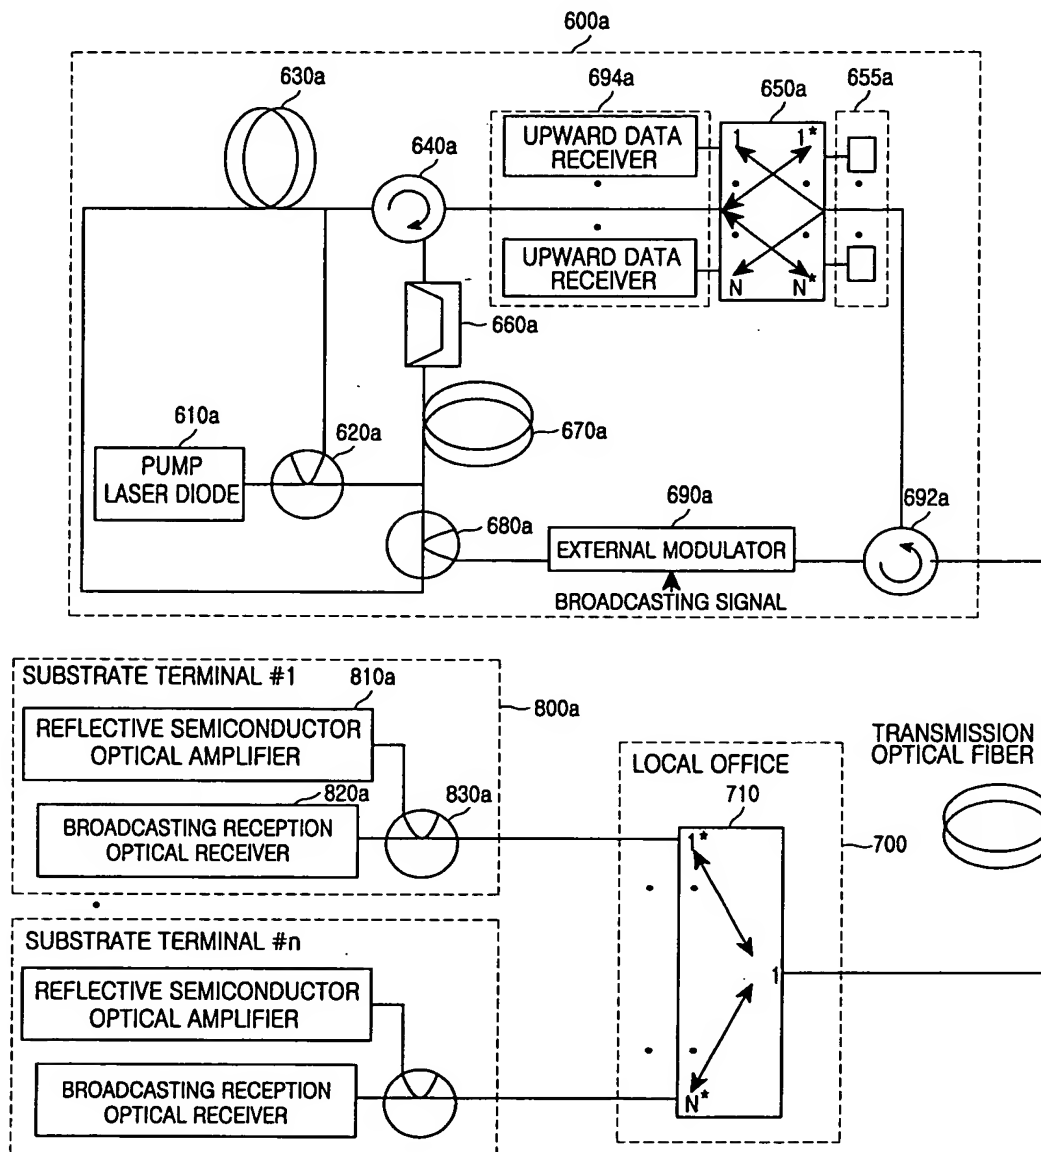 600a
630a
694a
650a
655a
640a
UPWARD DATA
RECEIVER
1
1*
UPWARD DATA
RECEIVER
N
N*
660a
670a
610a
620a
PUMP
LASER DIODE
680a
690a
692a
EXTERNAL MODULATOR
BROADCASTING SIGNAL
SUBSTRATE TERMINAL #1
810a
800a
REFLECTIVE SEMICONDUCTOR
OPTICAL AMPLIFIER
820a
830a
BROADCASTING RECEPTION
OPTICAL RECEIVER
LOCAL OFFICE
710
1*
700
TRANSMISSION
OPTICAL FIBER
SUBSTRATE TERMINAL #n
REFLECTIVE SEMICONDUCTOR
OPTICAL AMPLIFIER
1
BROADCASTING RECEPTION
OPTICAL RECEIVER
N*